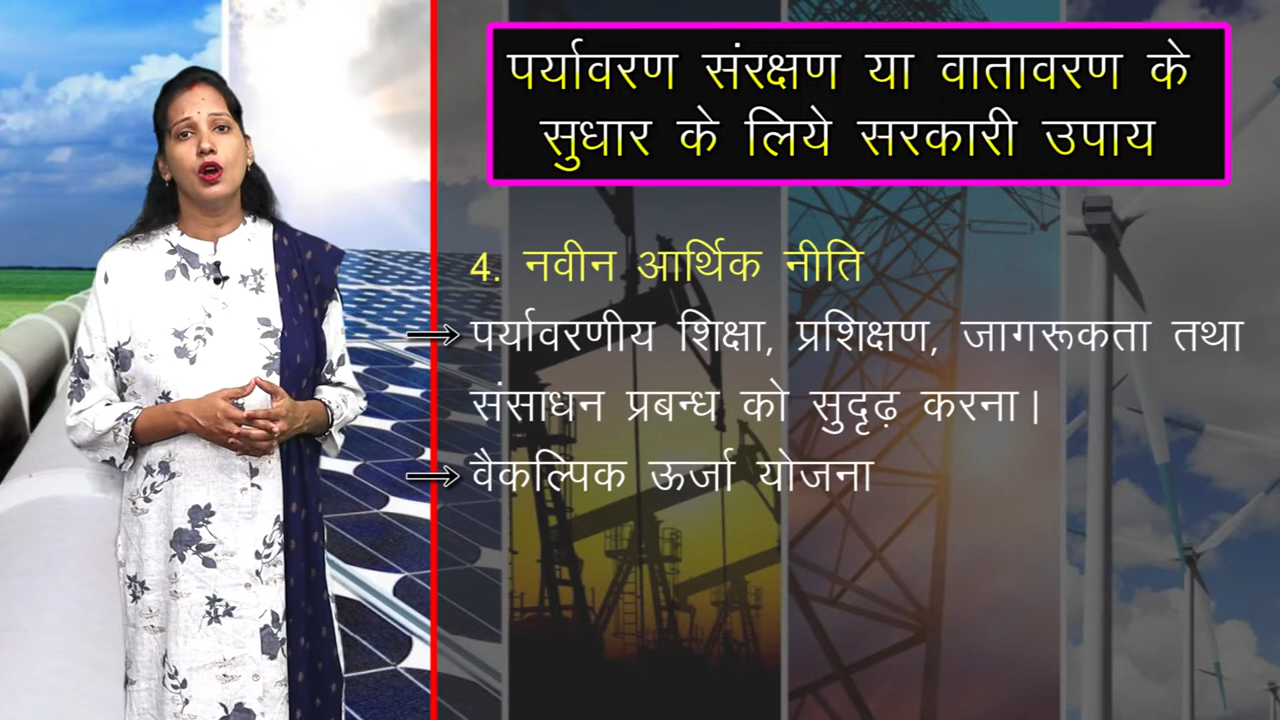 पर्यावरण संरक्षण या वातावरण के
सुधार के लिये सरकारी उपाय
4. नवीन आर्थिक नीति
→ पर्यावरणीय शिक्षा, प्रशिक्षण, जागरूकता तथा
संसाधन प्रबन्ध को सुदृढ़ करना।
→ वैकल्पिक ऊर्जा योजना